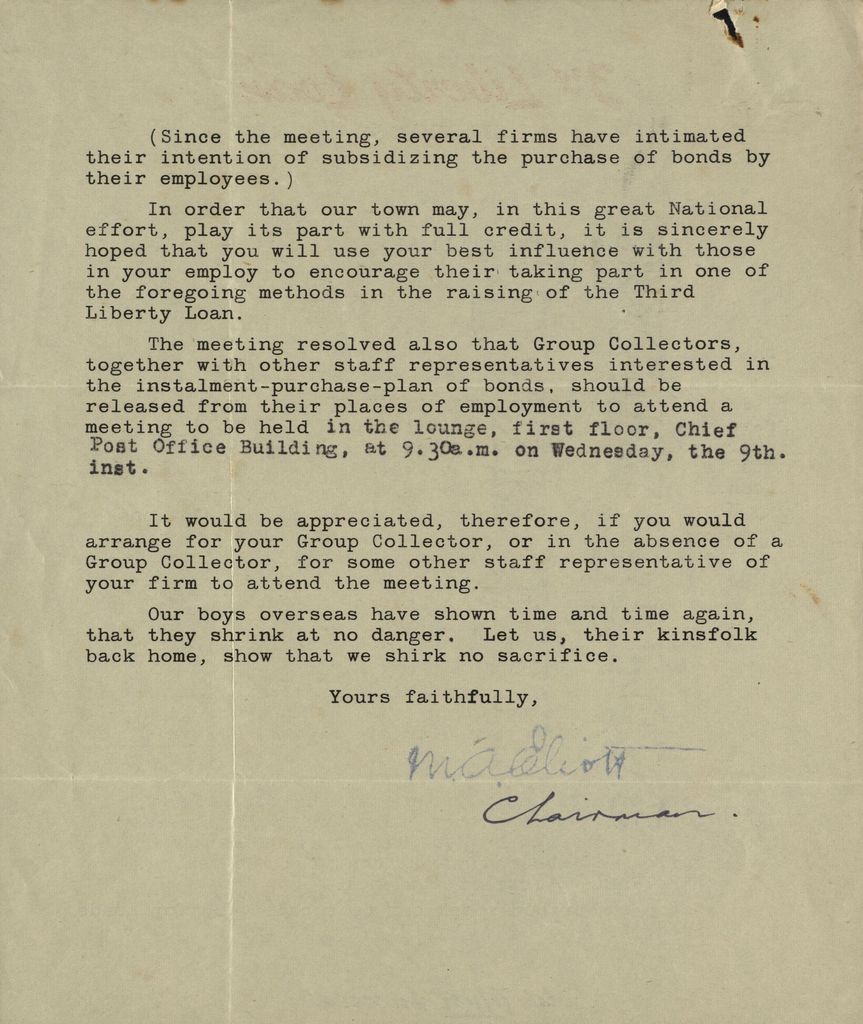 (Since the meeting, several firms have intimated
their intention of subsidizing the purchase of bonds by
their employees.)
In order that our town may, in this great National
effort, play its part with full credit, it is sincerely
hoped that you will use your best influence with those
in your employ to encourage their taking part in one of
the foregoing methods in the raising of the Third
Liberty Loan.
The meeting resolved also that Group Collectors,
together with other staff representatives interested in
the instalment-purchase-plan of bonds, should be
released from their places of employment to attend a
meeting to be held in the lounge, first floor, Chief
Post Office Building, at 9.30a.m. on Wednesday, the 9th.
inst.
It would be appreciated, therefore, if you would
arrange for your Group Collector, or in the absence of a
Group Collector, for some other staff representative of
your firm to attend the meeting.
Our boys overseas have shown time and time again,
that they shrink at no danger. Let us, their kinsfolk
back home, show that we shirk no sacrifice.
Yours faithfully,
M.A. Eliott
Chairman.